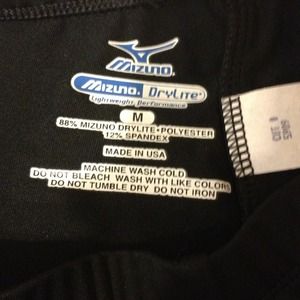 MIZUNO
MIZUNO. DRYLITE
Lightweight. Performance
M
88% MIZUNO DRYLITE•POLYESTER
12% SPANDEX
MADE IN USA
MACHINE WASH COLD
DO NOT BLEACH WASH WITH LIKE COLORS
DO NOT TUMBLE DRY DO NOT IRON